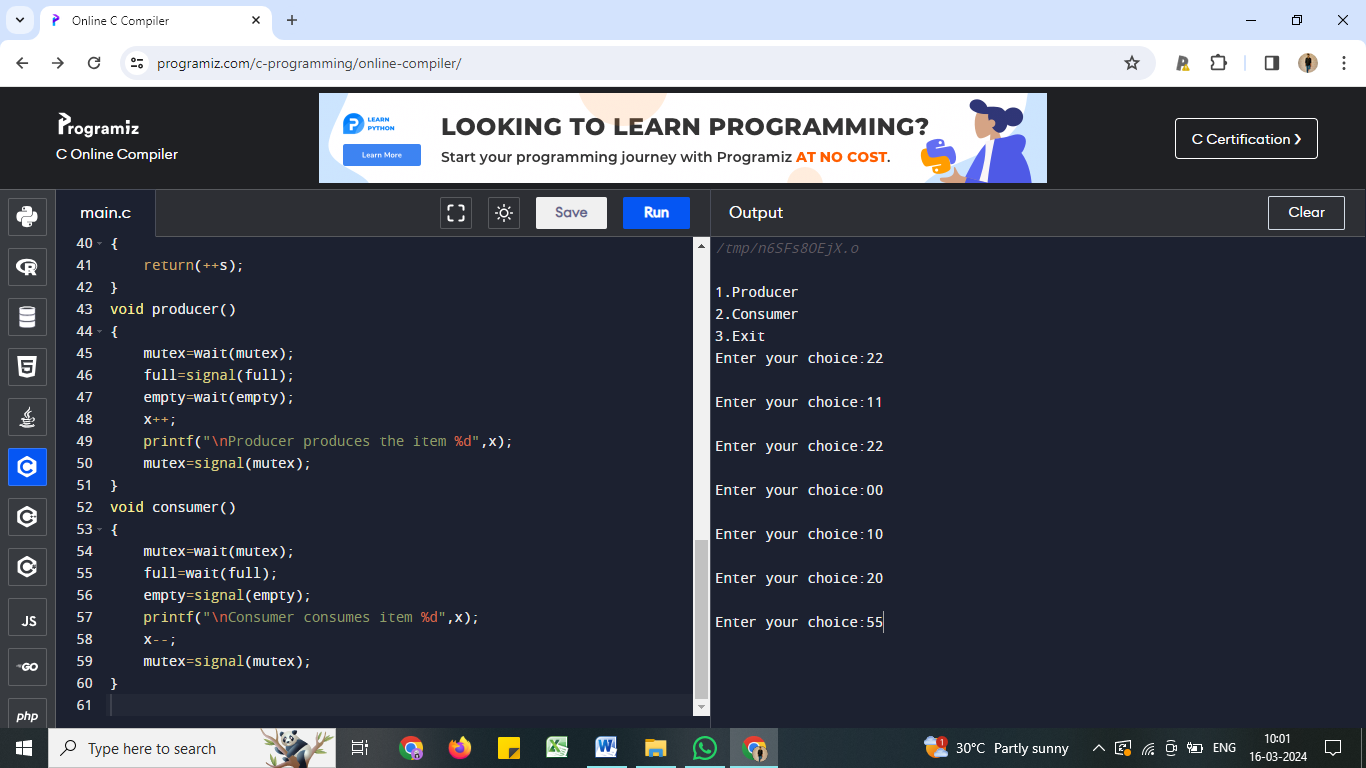 Online C Compiler
programiz.com/c-programming/online-compiler/
Programiz
C Online Compiler
LEARN
PYTHON
Learn More
LOOKING TO LEARN PROGRAMMING?
Start your programming journey with Programiz AT NO COST.
C Certification ❯
main.c
Save
Run
Output
Clear
40 {
41     return(++s);
42 }
43 void producer()
44 {
45     mutex=wait(mutex);
46     full=signal(full);
47     empty=wait(empty);
48     x++;
49     printf("\nProducer produces the item %d",x);
50     mutex=signal(mutex);
51 }
52 void consumer()
53 {
54     mutex=wait(mutex);
55     full=wait(full);
56     empty=signal(empty);
57     printf("\nConsumer consumes item %d",x);
58     x--;
59     mutex=signal(mutex);
60 }
61
/tmp/n6SFs8OEjX.o
1.Producer
2.Consumer
3.Exit
Enter your choice:22
Enter your choice:11
Enter your choice:22
Enter your choice:00
Enter your choice:10
Enter your choice:20
Enter your choice:55
R
JS
GO
php
Type here to search
1
30°C Partly sunny
ENG
10:01
16-03-2024